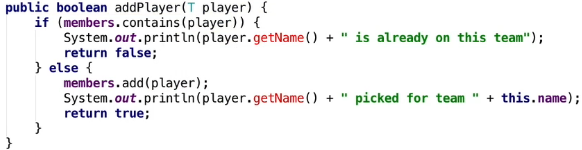 public boolean addPlayer(T player) {
    if (members.contains(player)) {
        System.out.println(player.getName() + " is already on this team");
        return false;
    } else {
        members.add(player);
        System.out.println(player.getName() + " picked for team " + this.name);
        return true;
    }
}